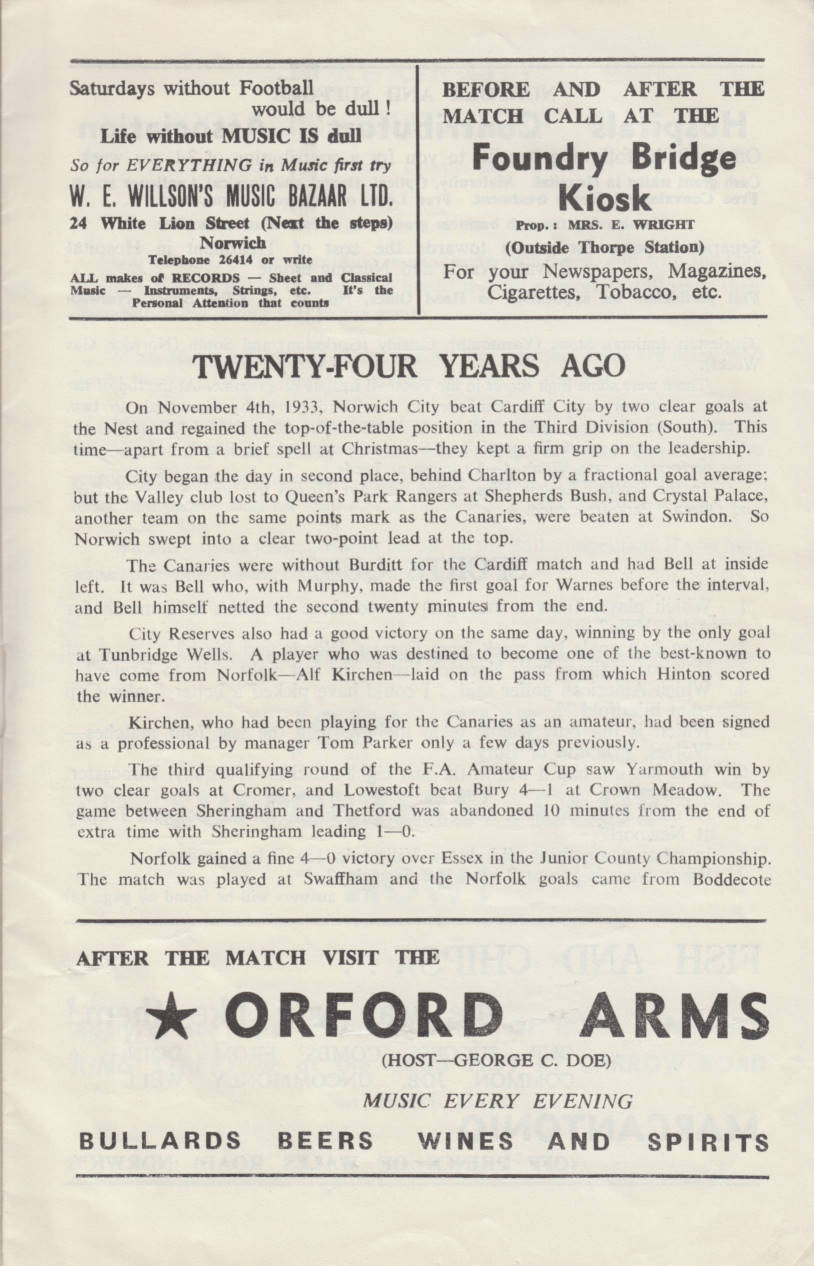 Saturdays without Football
would be dull !
Life without MUSIC IS dull
So for EVERYTHING in Music first try
W. E. WILLSON'S MUSIC BAZAAR LTD.
24 White Lion Street (Next the steps)
Norwich
Telephone 26414 or write
ALL makes of RECORDS — Sheet and Classical
Music — Instruments, Strings, etc. It's the
Personal Attention that counts
BEFORE AND AFTER THE
MATCH CALL AT THE
Foundry Bridge
Kiosk
Prop. : MRS. E. WRIGHT
(Outside Thorpe Station)
For your Newspapers, Magazines,
Cigarettes, Tobacco, etc.
TWENTY-FOUR YEARS AGO
On November 4th, 1933, Norwich City beat Cardiff City by two clear goals at
the Nest and regained the top-of-the-table position in the Third Division (South). This
time—apart from a brief spell at Christmas—they kept a firm grip on the leadership.
City began the day in second place, behind Charlton by a fractional goal average;
but the Valley club lost to Queen's Park Rangers at Shepherds Bush, and Crystal Palace,
another team on the same points mark as the Canaries, were beaten at Swindon. So
Norwich swept into a clear two-point lead at the top.
The Canaries were without Burditt for the Cardiff match and had Bell at inside
left. It was Bell who, with Murphy, made the first goal for Warnes before the interval,
and Bell himself netted the second twenty minutes from the end.
City Reserves also had a good victory on the same day, winning by the only goal
at Tunbridge Wells. A player who was destined to become one of the best-known to
have come from Norfolk—Alf Kirchen—laid on the pass from which Hinton scored
the winner.
Kirchen, who had been playing for the Canaries as an amateur, had been signed
as a professional by manager Tom Parker only a few days previously.
The third qualifying round of the F.A. Amateur Cup saw Yarmouth win by
two clear goals at Cromer, and Lowestoft beat Bury 4—1 at Crown Meadow. The
game between Sheringham and Thetford was abandoned 10 minutes from the end of
extra time with Sheringham leading 1—0.
Norfolk gained a fine 4—0 victory over Essex in the Junior County Championship.
The match was played at Swaffham and the Norfolk goals came from Boddecote
AFTER THE MATCH VISIT THE
★ ORFORD ARMS
(HOST—GEORGE C. DOE)
MUSIC EVERY EVENING
BULLARDS BEERS WINES AND SPIRITS